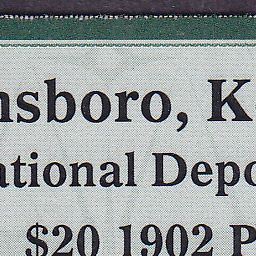 nsboro, K
ational Depo
$20 1902 P